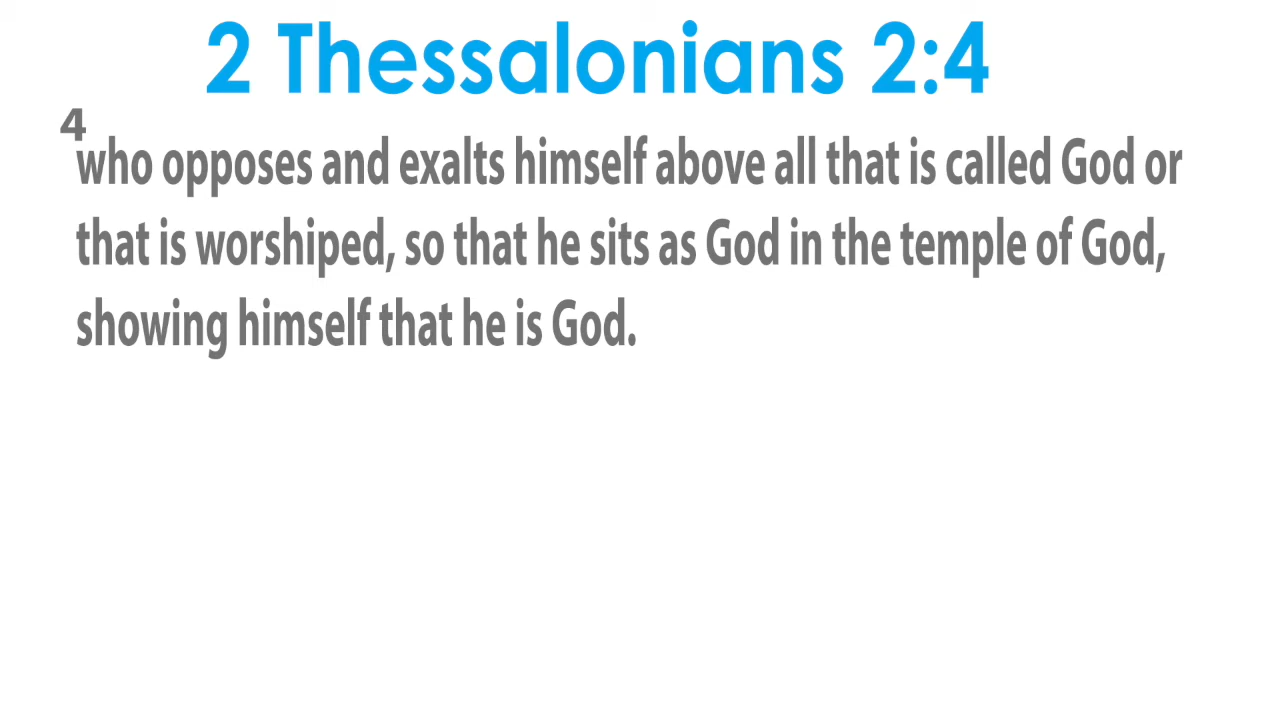 2 Thessalonians 2:4
4
who opposes and exalts himself above all that is called God or
that is worshiped, so that he sits as God in the temple of God,
showing himself that he is God.